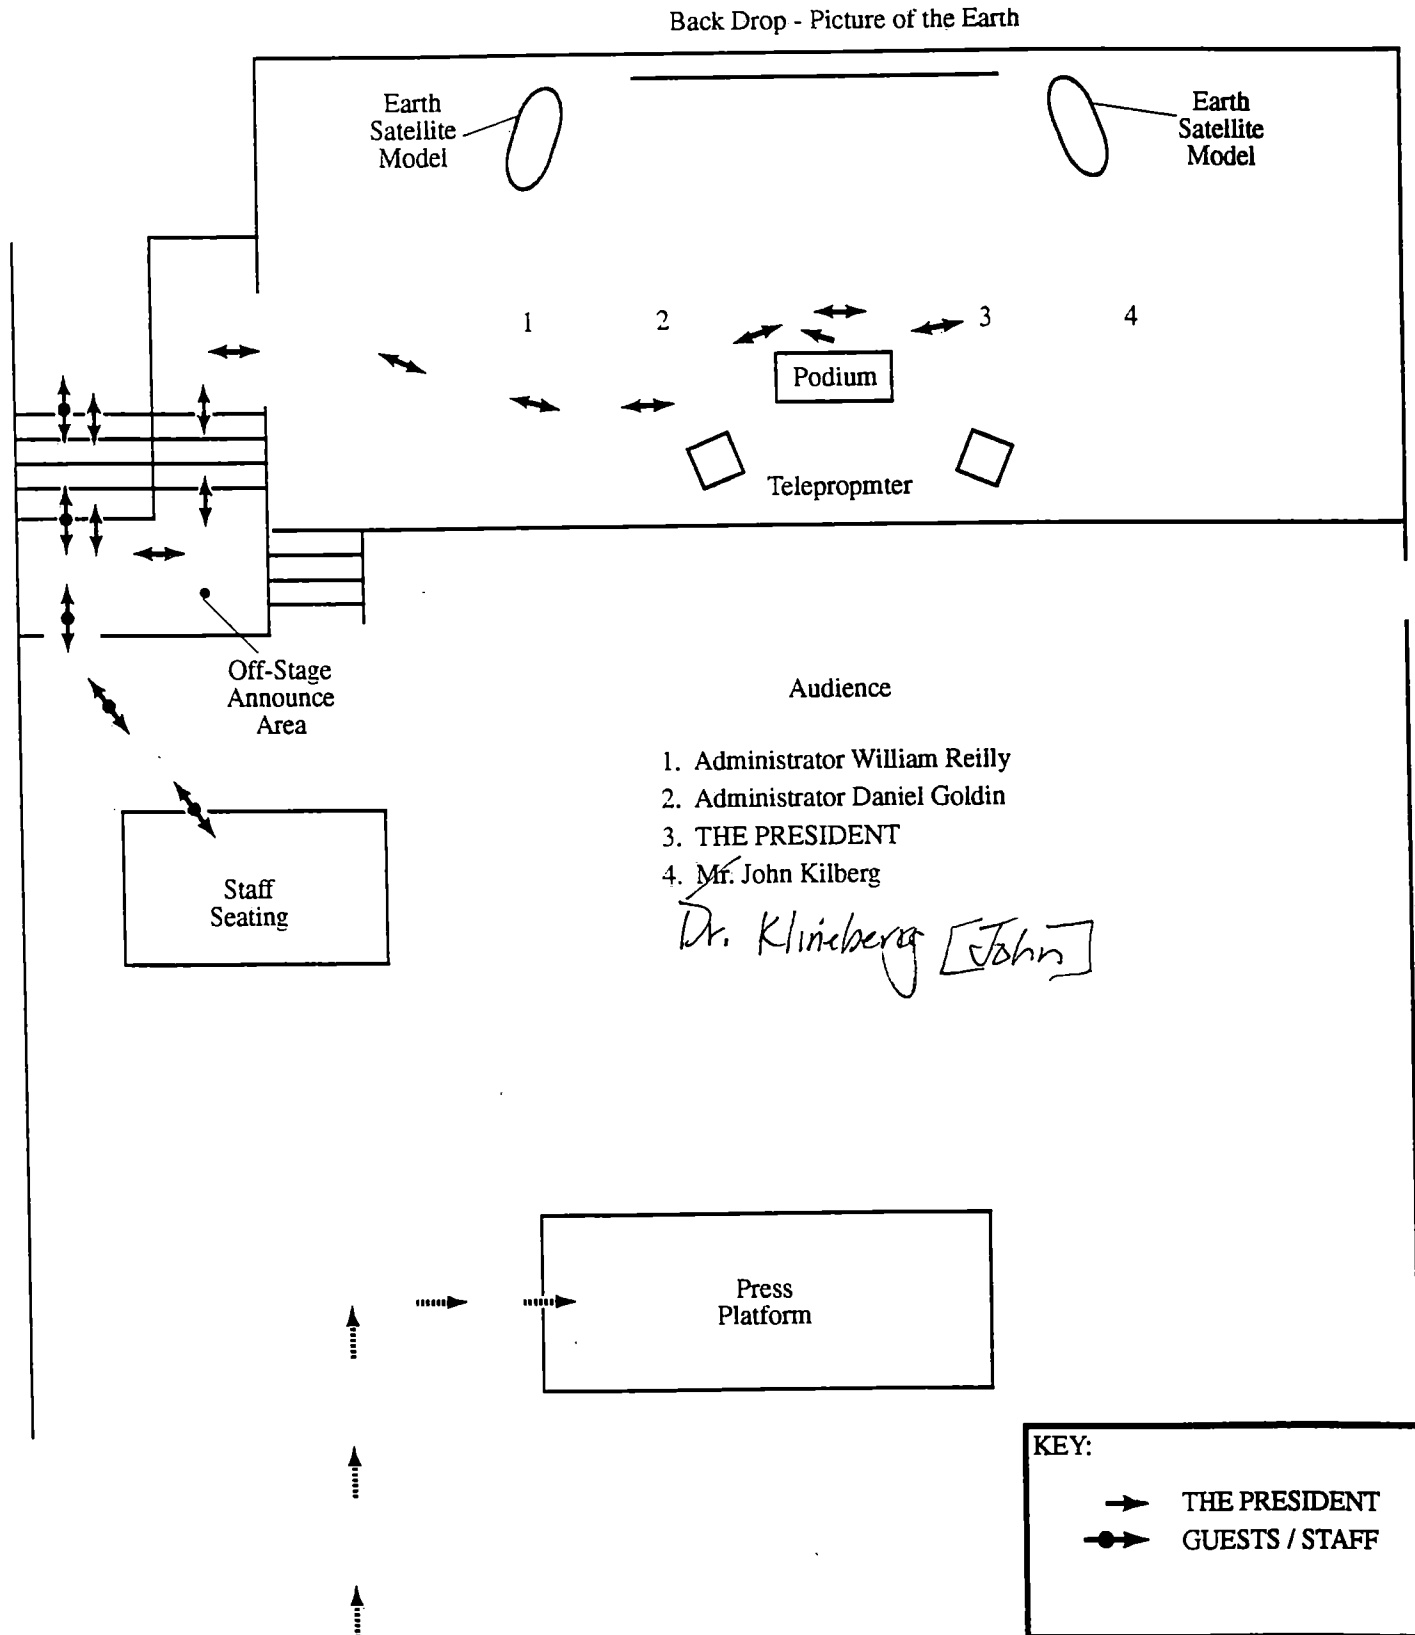 Back Drop - Picture of the Earth
Earth
Satellite
Model
Earth
Satellite
Model
1
2
3
4
Podium
Telepropmter
Off-Stage
Announce
Area
Audience
1. Administrator William Reilly
2. Administrator Daniel Goldin
3. THE PRESIDENT
4. Mr. John Kilberg
Dr. Klineberg [John]
Staff
Seating
Press
Platform
KEY:
THE PRESIDENT
GUESTS / STAFF